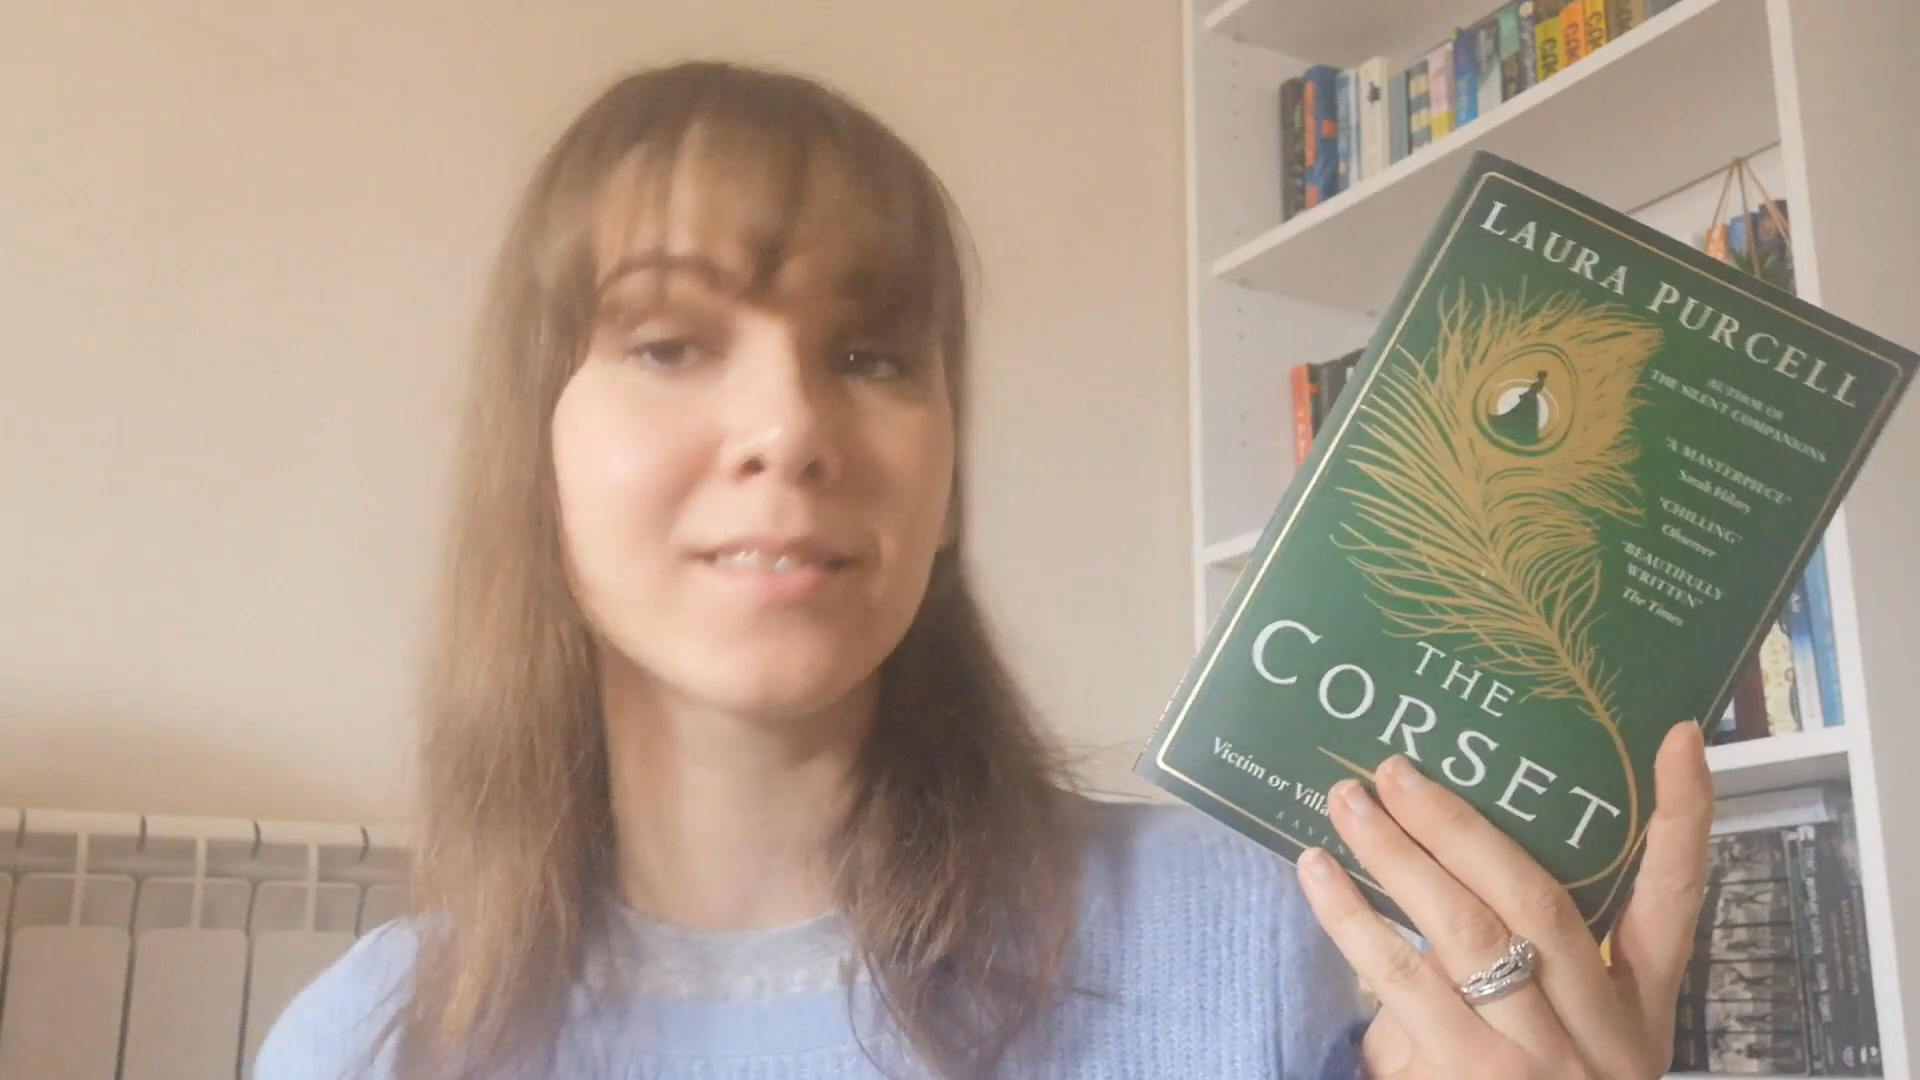 LAURA PURCELL
AUTHOR OF
THE SILENT COMPANIONS
"A MASTERPIECE"
Sarah Hilary
"CHILLING"
Observer
"BEAUTIFULLY
WRITTEN"
The Times
THE
CORSET
Victim or Villa
RAVEN